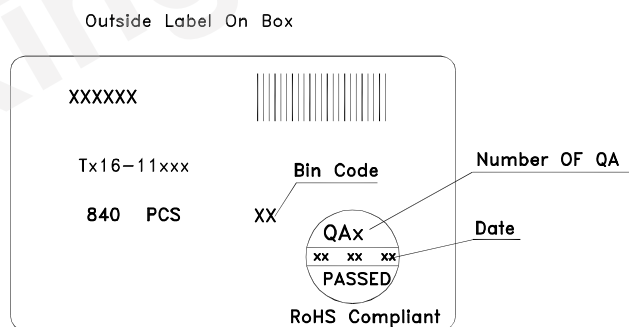 Outside Label On Box
XXXXXX
Tx16-11xxx
Bin Code
Number OF QA
840 PCS
XX
QAx
Date
xx xx xx
PASSED
RoHS Compliant